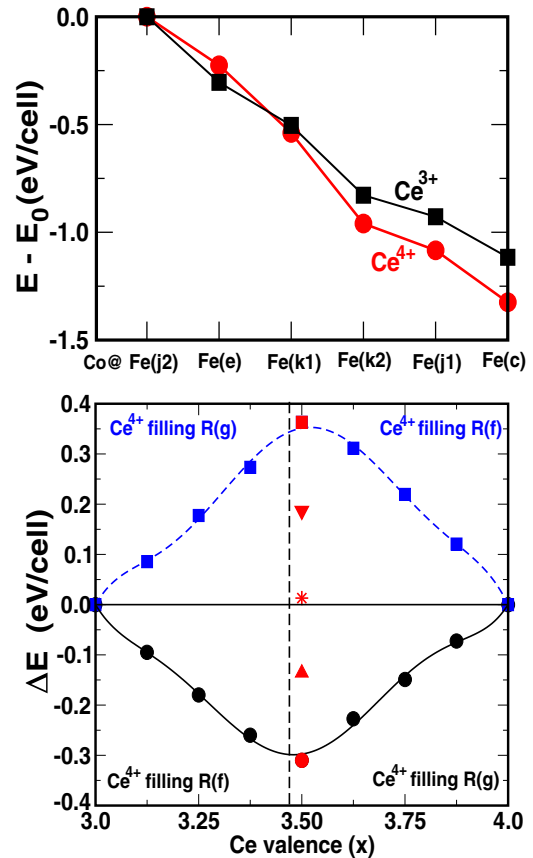 E - E₀(eV/cell)
0.0
-0.5
-1.0
-1.5
Ce³⁺
Ce⁴⁺
Co@ Fe(j2) Fe(e) Fe(k1) Fe(k2) Fe(j1) Fe(c)
ΔE (eV/cell)
0.4
0.3
0.2
0.1
0.0
-0.1
-0.2
-0.3
-0.4
Ce⁴⁺ filling R(g) Ce⁴⁺ filling R(f)
Ce⁴⁺ filling R(f) Ce⁴⁺ filling R(g)
3.0 3.25 3.50 3.75 4.0
Ce valence (x)